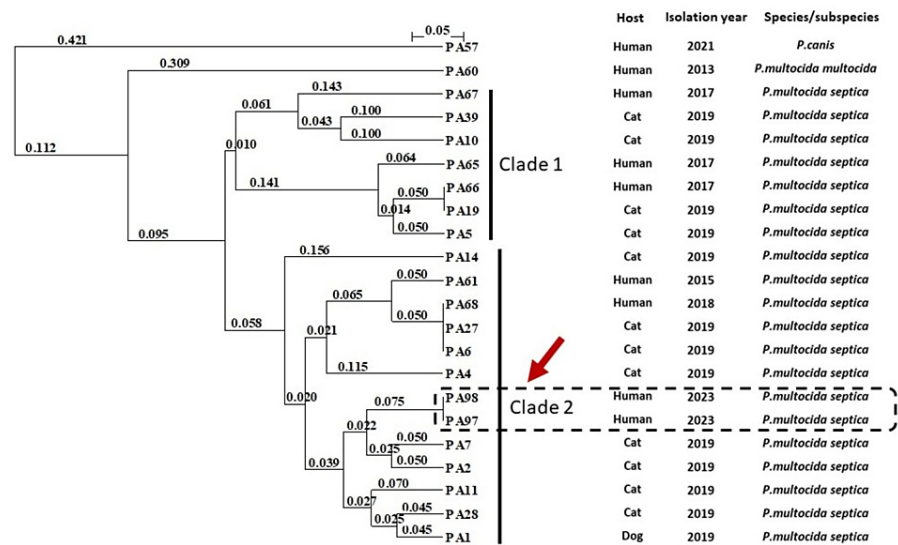 Host Isolation year Species/subspecies
0.05
0.421 PA57 Human 2021 P.canis
0.309 PA60 Human 2013 P.multocida multocida
0.143 PA67 Human 2017 P.multocida septica
0.061 0.100 PA39 Cat 2019 P.multocida septica
0.043 0.100 PA10 Cat 2019 P.multocida septica
0.112 0.010
0.064 PA65 Clade 1 Human 2017 P.multocida septica
0.141 0.050 PA66 Human 2017 P.multocida septica
0.014 PA19 Cat 2019 P.multocida septica
0.095 0.050 PA5 Cat 2019 P.multocida septica
0.156 PA14 Cat 2019 P.multocida septica
0.050 PA61 Human 2015 P.multocida septica
0.065 PA68 Human 2018 P.multocida septica
0.058 0.021 0.050 PA27 Cat 2019 P.multocida septica
PA6 Cat 2019 P.multocida septica
0.115 PA4 Cat 2019 P.multocida septica
0.020 0.075 PA98 Human 2023 P.multocida septica
Clade 2
0.022 PA97 Human 2023 P.multocida septica
0.025 0.050 PA7 Cat 2019 P.multocida septica
0.039 0.050 PA2 Cat 2019 P.multocida septica
0.070 PA11 Cat 2019 P.multocida septica
0.027 0.045 PA28 Cat 2019 P.multocida septica
0.025 0.045 PA1 Dog 2019 P.multocida septica